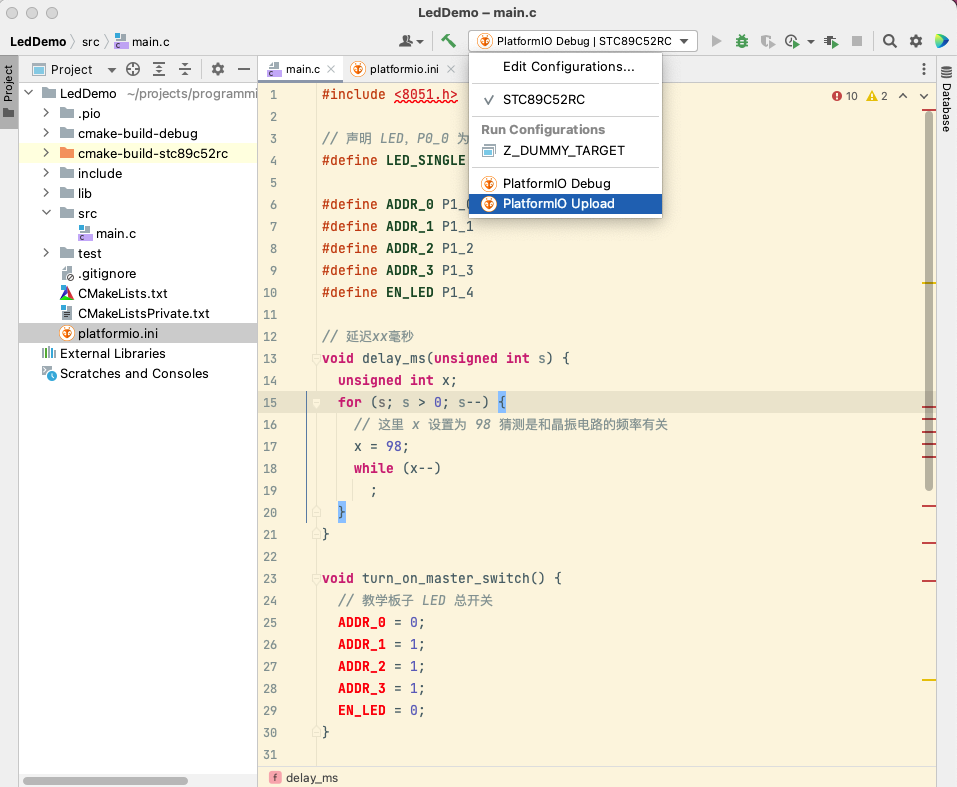 LedDemo – main.c
LedDemo
src
main.c
PlatformIO Debug | STC89C52RC
Edit Configurations...
STC89C52RC
Run Configurations
Z_DUMMY_TARGET
PlatformIO Debug
PlatformIO Upload
Project
Project
main.c
platformio.ini
Database
10
2
LedDemo ~/projects/programmi
.pio
cmake-build-debug
cmake-build-stc89c52rc
include
lib
src
main.c
test
.gitignore
CMakeLists.txt
CMakeListsPrivate.txt
platformio.ini
External Libraries
Scratches and Consoles
1 #include <8051.h>
2
3 // 声明 LED，P0_0 为
4 #define LED_SINGLE
5
6 #define ADDR_0 P1_0
7 #define ADDR_1 P1_1
8 #define ADDR_2 P1_2
9 #define ADDR_3 P1_3
10 #define EN_LED P1_4
11
12 // 延迟xx毫秒
13 void delay_ms(unsigned int s) {
14 unsigned int x;
15 for (s; s > 0; s--) {
16 // 这里 x 设置为 98 猜测是和晶振电路的频率有关
17 x = 98;
18 while (x--)
19 ;
20 }
21 }
22
23 void turn_on_master_switch() {
24 // 教学板子 LED 总开关
25 ADDR_0 = 0;
26 ADDR_1 = 1;
27 ADDR_2 = 1;
28 ADDR_3 = 1;
29 EN_LED = 0;
30 }
31
f delay_ms